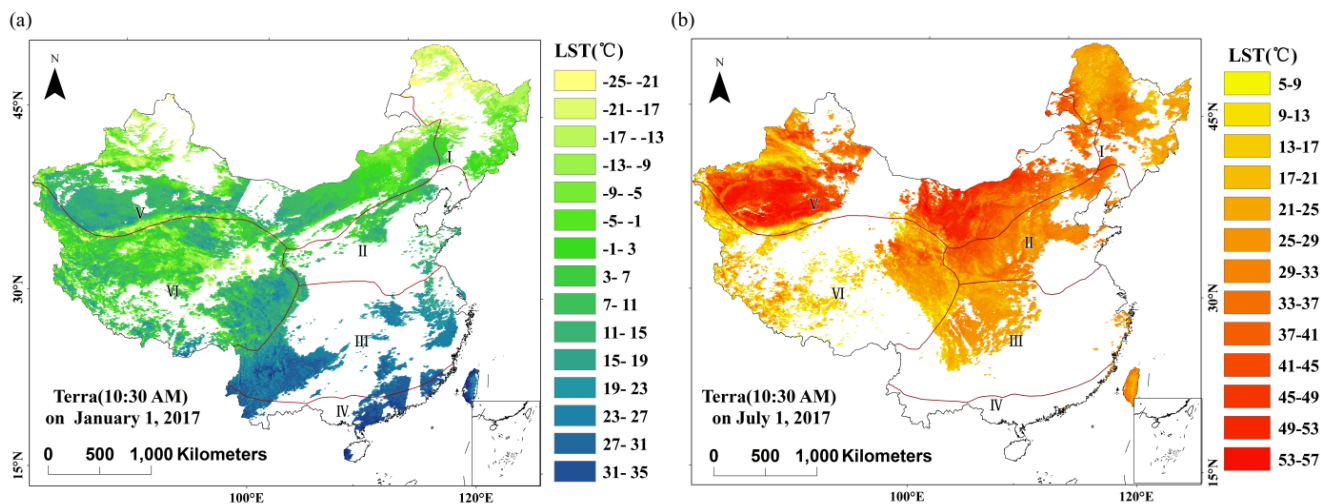 (a)
N
LST(℃)
-25- -21
-21- -17
-17 --13
-13- -9
-9- -5
-5- -1
-1- 3
3- 7
7- 11
11- 15
15- 19
19- 23
23- 27
27- 31
31- 35
45°N
30°N
15°N
I
II
III
IV
V
VI
Terra(10:30 AM)
on January 1, 2017
0 500 1,000 Kilometers
100°E 120°E
(b)
N
LST(℃)
5-9
9-13
13-17
17-21
21-25
25-29
29-33
33-37
37-41
41-45
45-49
49-53
53-57
45°N
30°N
15°N
I
II
III
IV
V
VI
Terra(10:30 AM)
on July 1, 2017
0 500 1,000 Kilometers
100°E 120°E